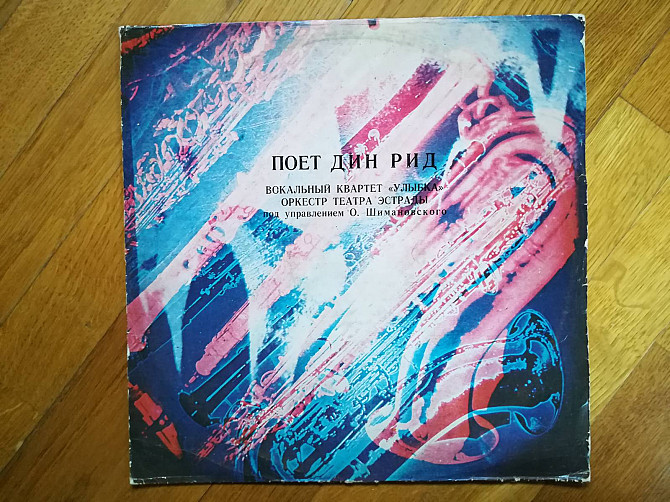 ПОЕТ ДИН РИД
ВОКАЛЬНЫЙ КВАРТЕТ «УЛЫБКА»
ОРКЕСТР ТЕАТРА ЭСТРАДЫ
под управлением О. Шимановского